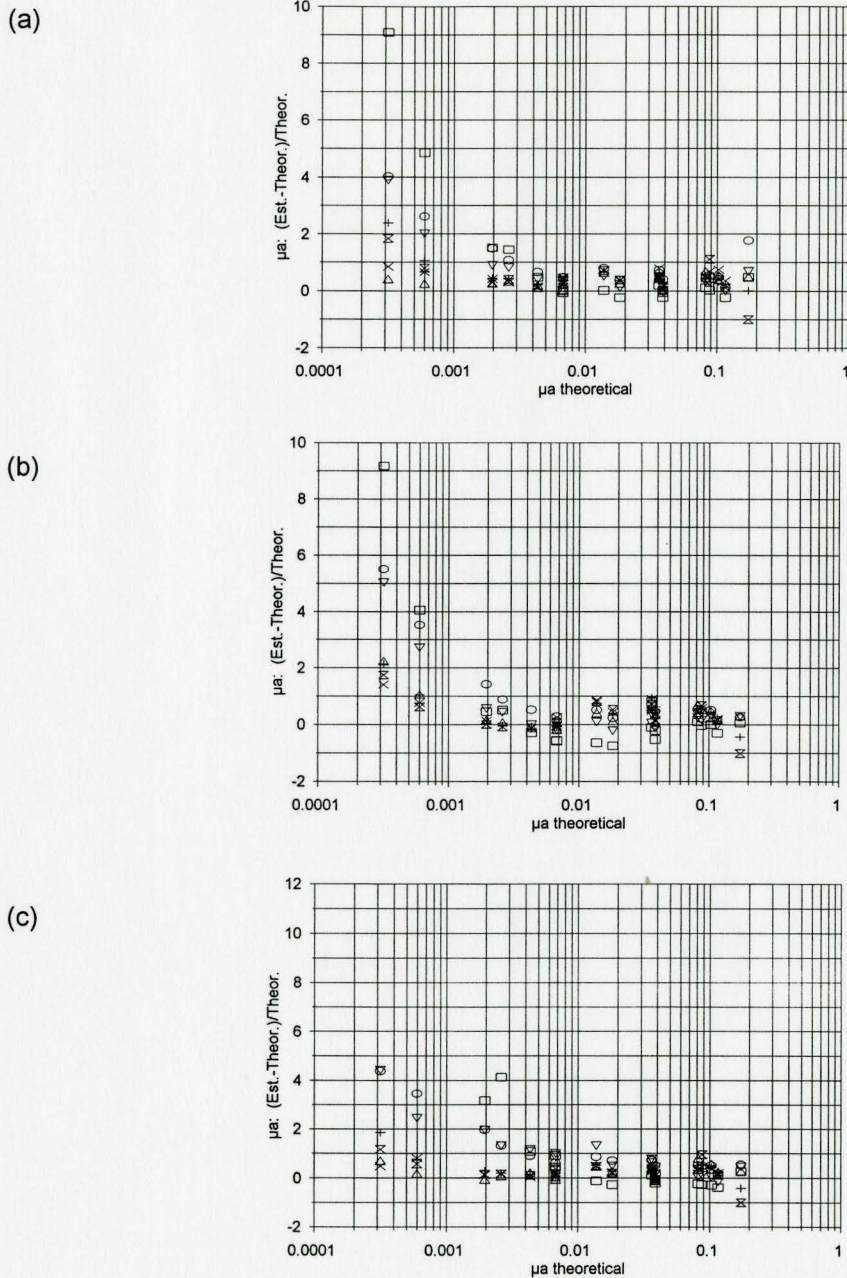 (a)
µa: (Est.-Theor.)/Theor.
10
8
6
4
2
0
-2
0.0001 0.001 0.01 0.1 1
µa theoretical
(b)
µa: (Est.-Theor.)/Theor.
10
8
6
4
2
0
-2
0.0001 0.001 0.01 0.1 1
µa theoretical
(c)
µa: (Est.-Theor.)/Theor.
12
10
8
6
4
2
0
-2
0.0001 0.001 0.01 0.1 1
µa theoretical